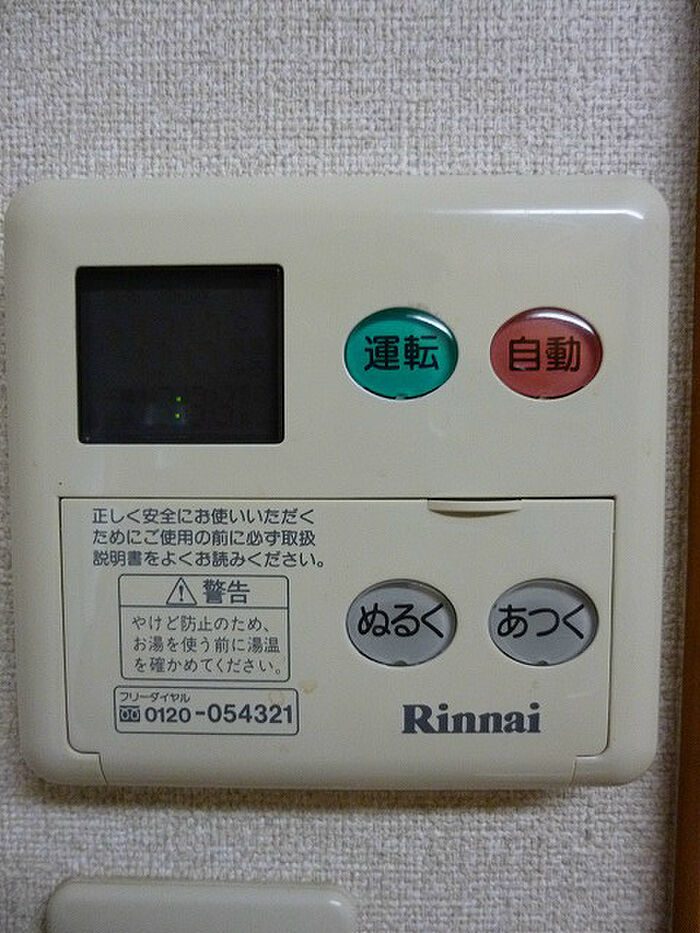 運転
自動
正しく安全にお使いいただく
ためにご使用の前に必ず取扱
説明書をよくお読みください。
警告
やけど防止のため、
お湯を使う前に湯温
を確かめてください。
フリーダイヤル
0120-054321
ぬるく
あつく
Rinnai